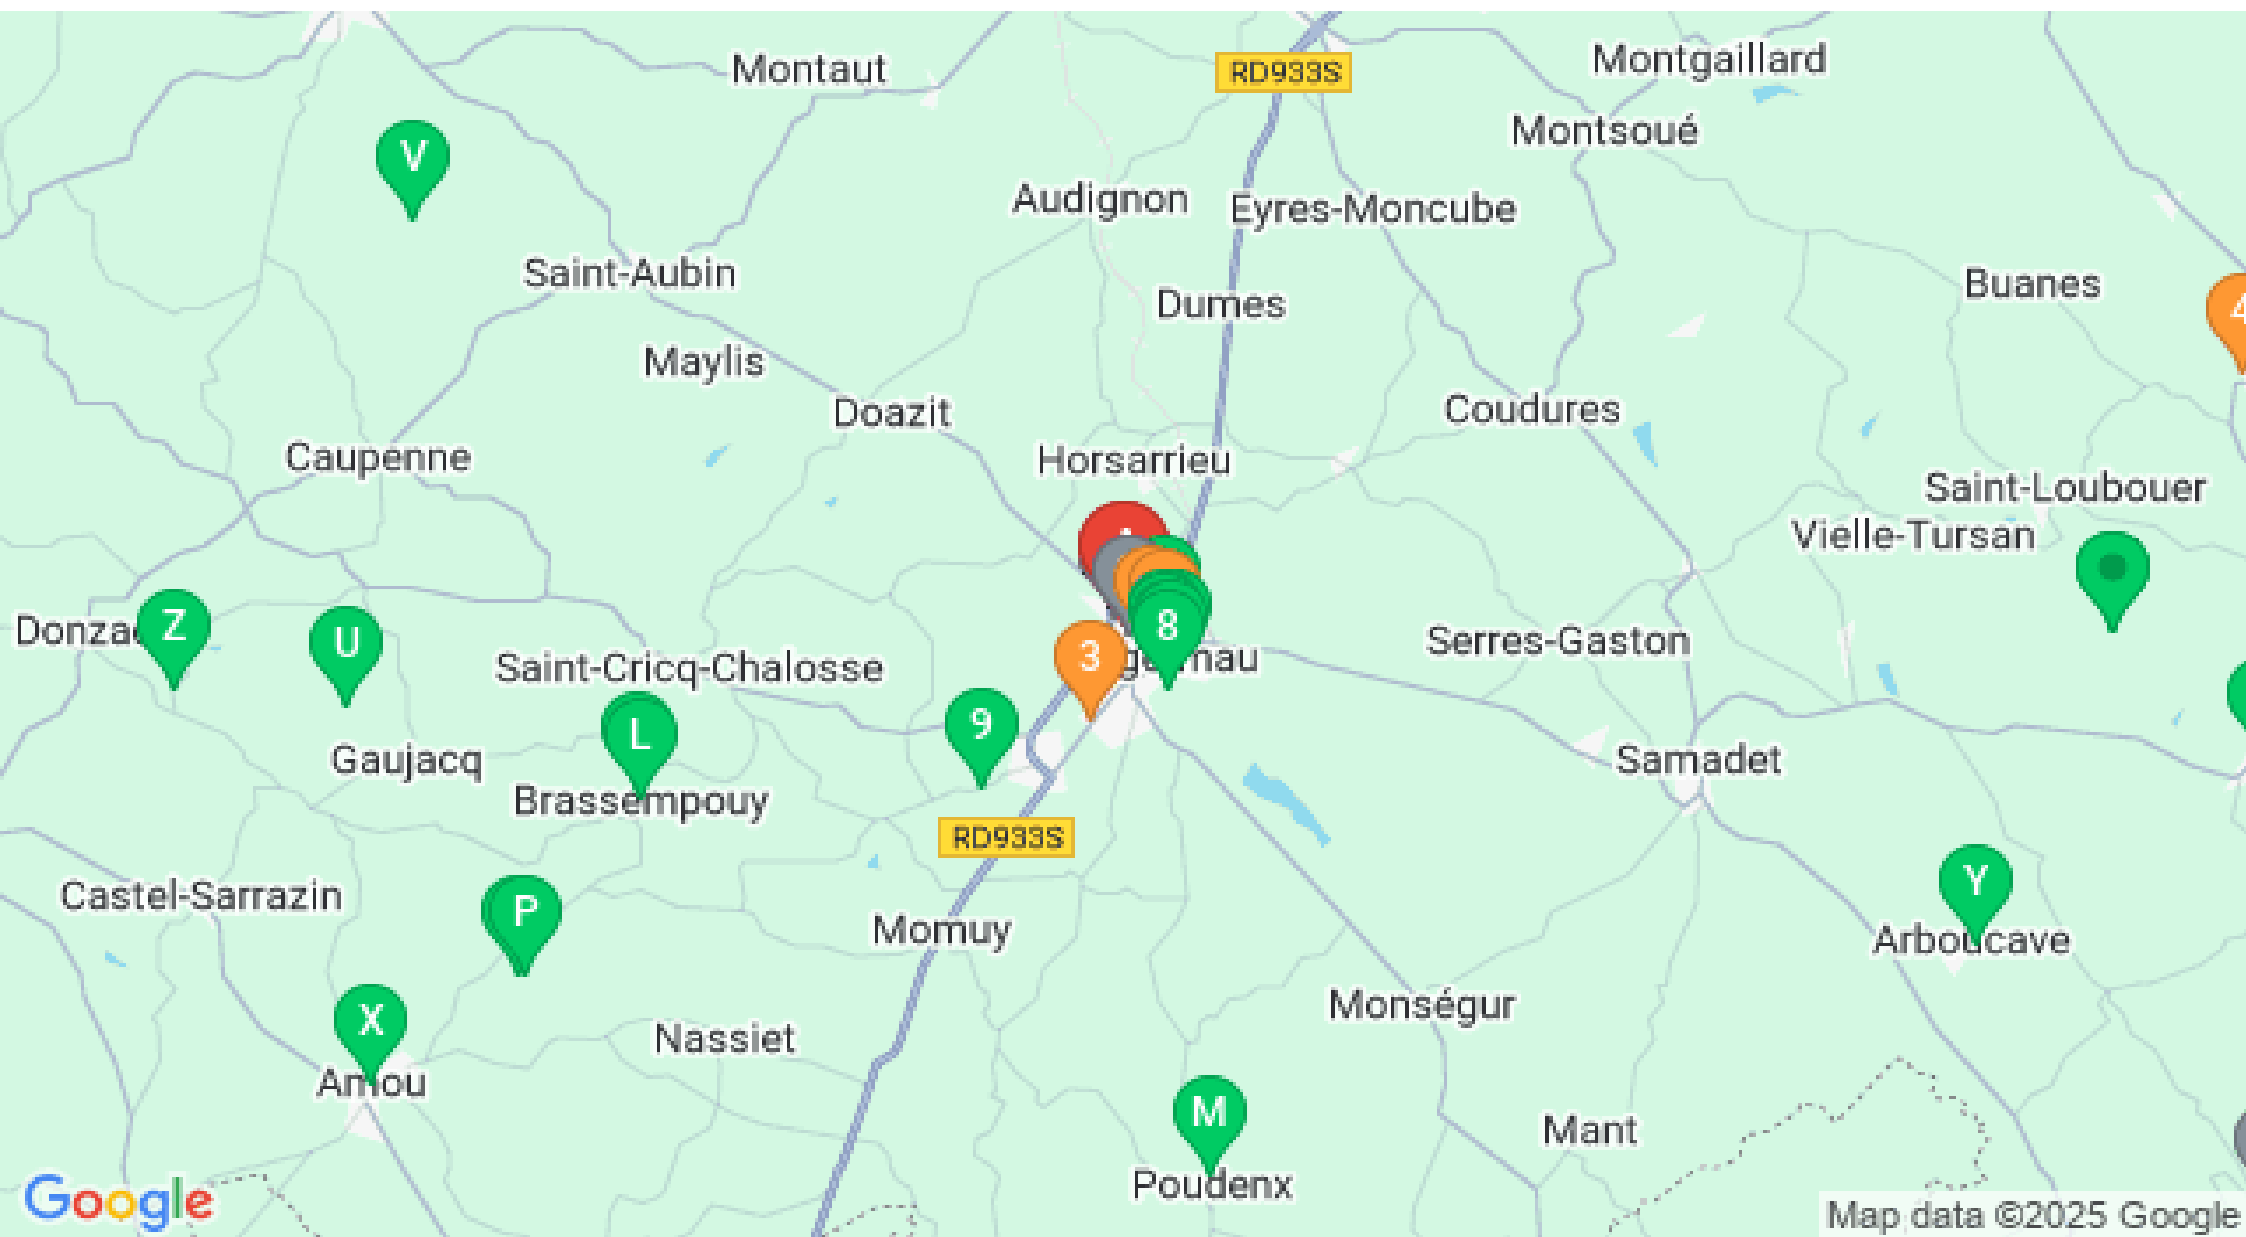 Montaut
RD933S
Montgaillard
Montsoué
V
Audignon
Eyres-Moncube
Saint-Aubin
Buanes
Dumes
4
Maylis
Doazit
Coudures
Caupenne
Horsarrieu
Saint-Loubouer
Vielle-Tursan
Z
U
8
3
Serres-Gaston
Saint-Cricq-Chalosse
9
L
Gaujacq
Samadet
Brassempouy
RD933S
Y
Castel-Sarrazin
P
Momuy
Arboucave
Monségur
X
Nassiet
Amou
M
Mant
Poudenx
Google
Map data ©2025 Google